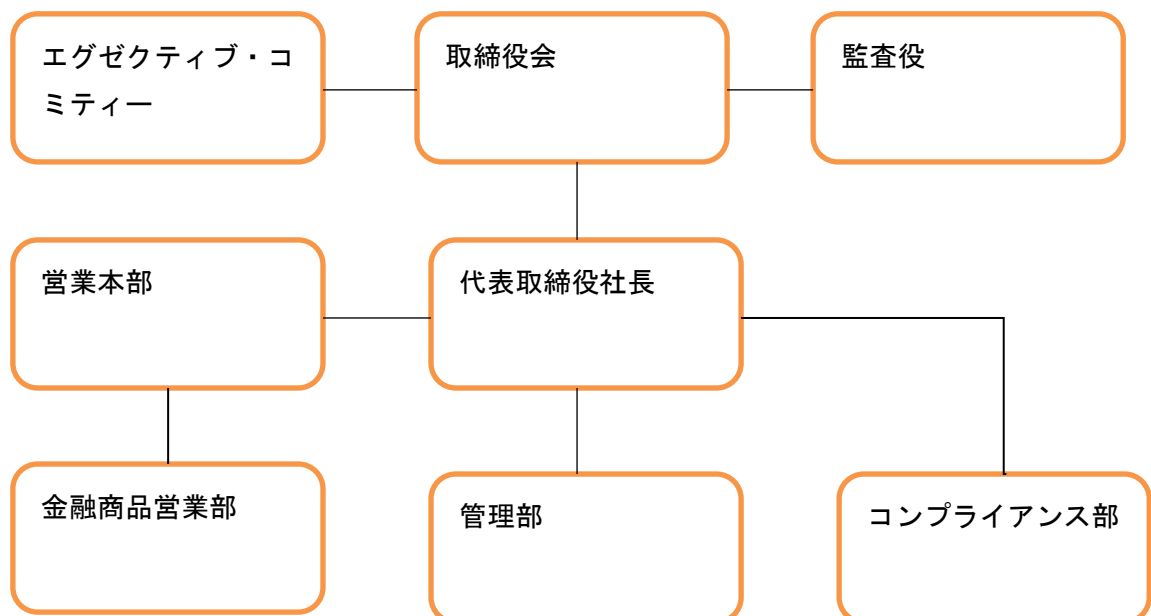 エグゼクティブ・コ
ミティー
取締役会
監査役
営業本部
代表取締役社長
金融商品営業部
管理部
コンプライアンス部